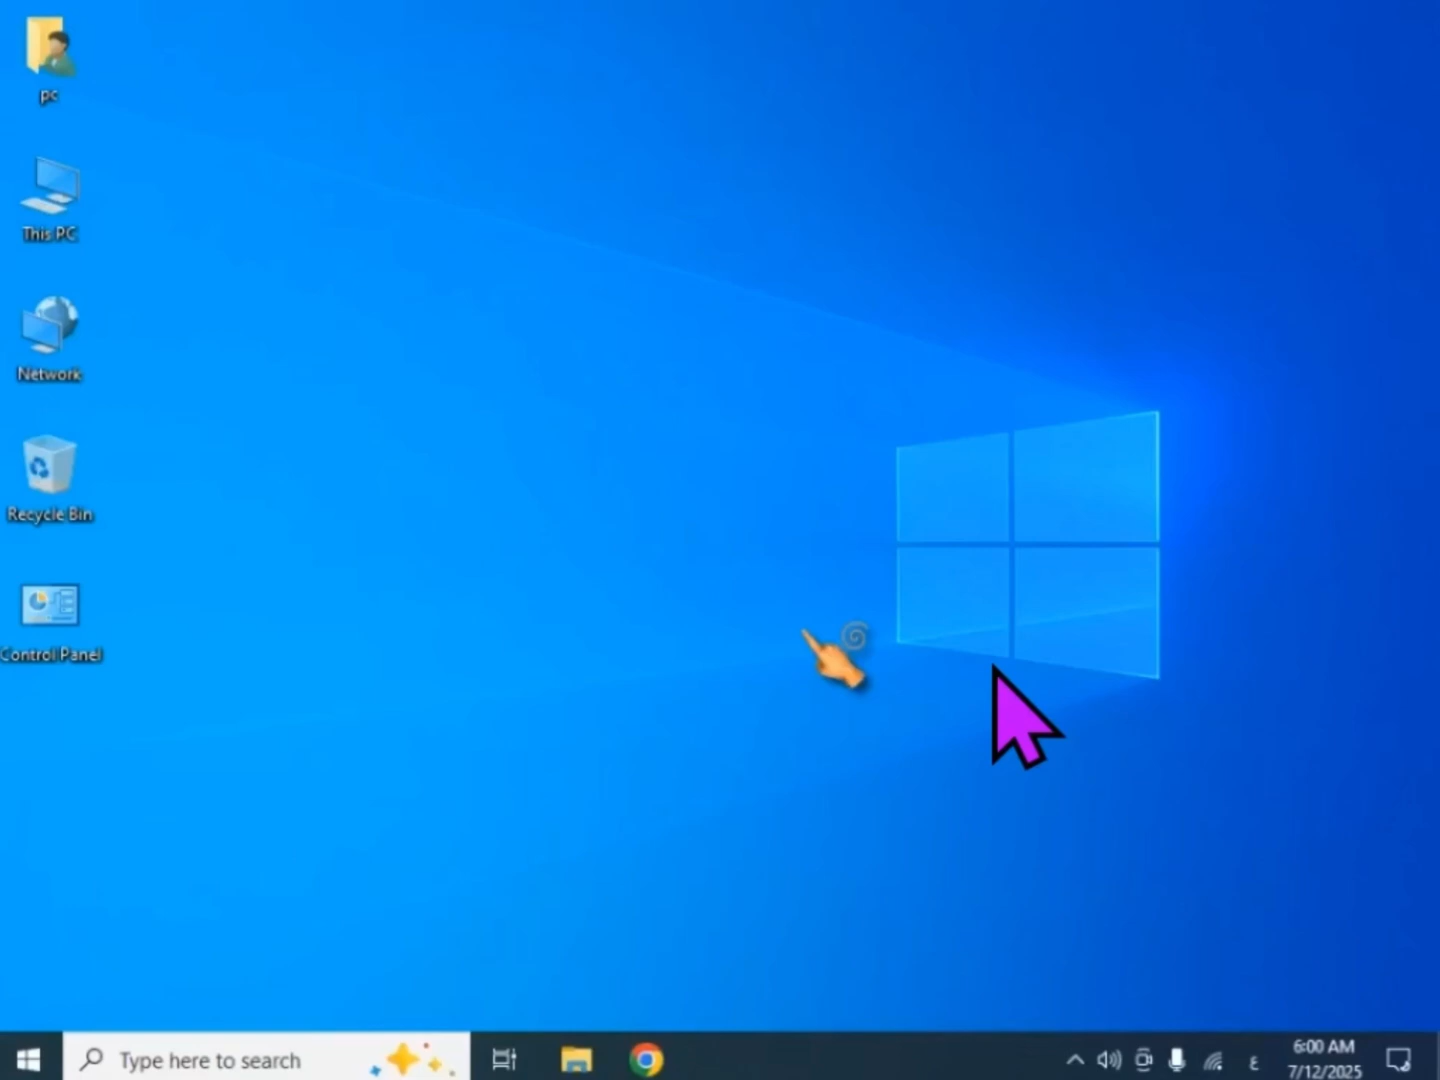 pc
This PC
Network
Recycle Bin
Control Panel
Type here to search
ع
6:00 AM
7/12/2025